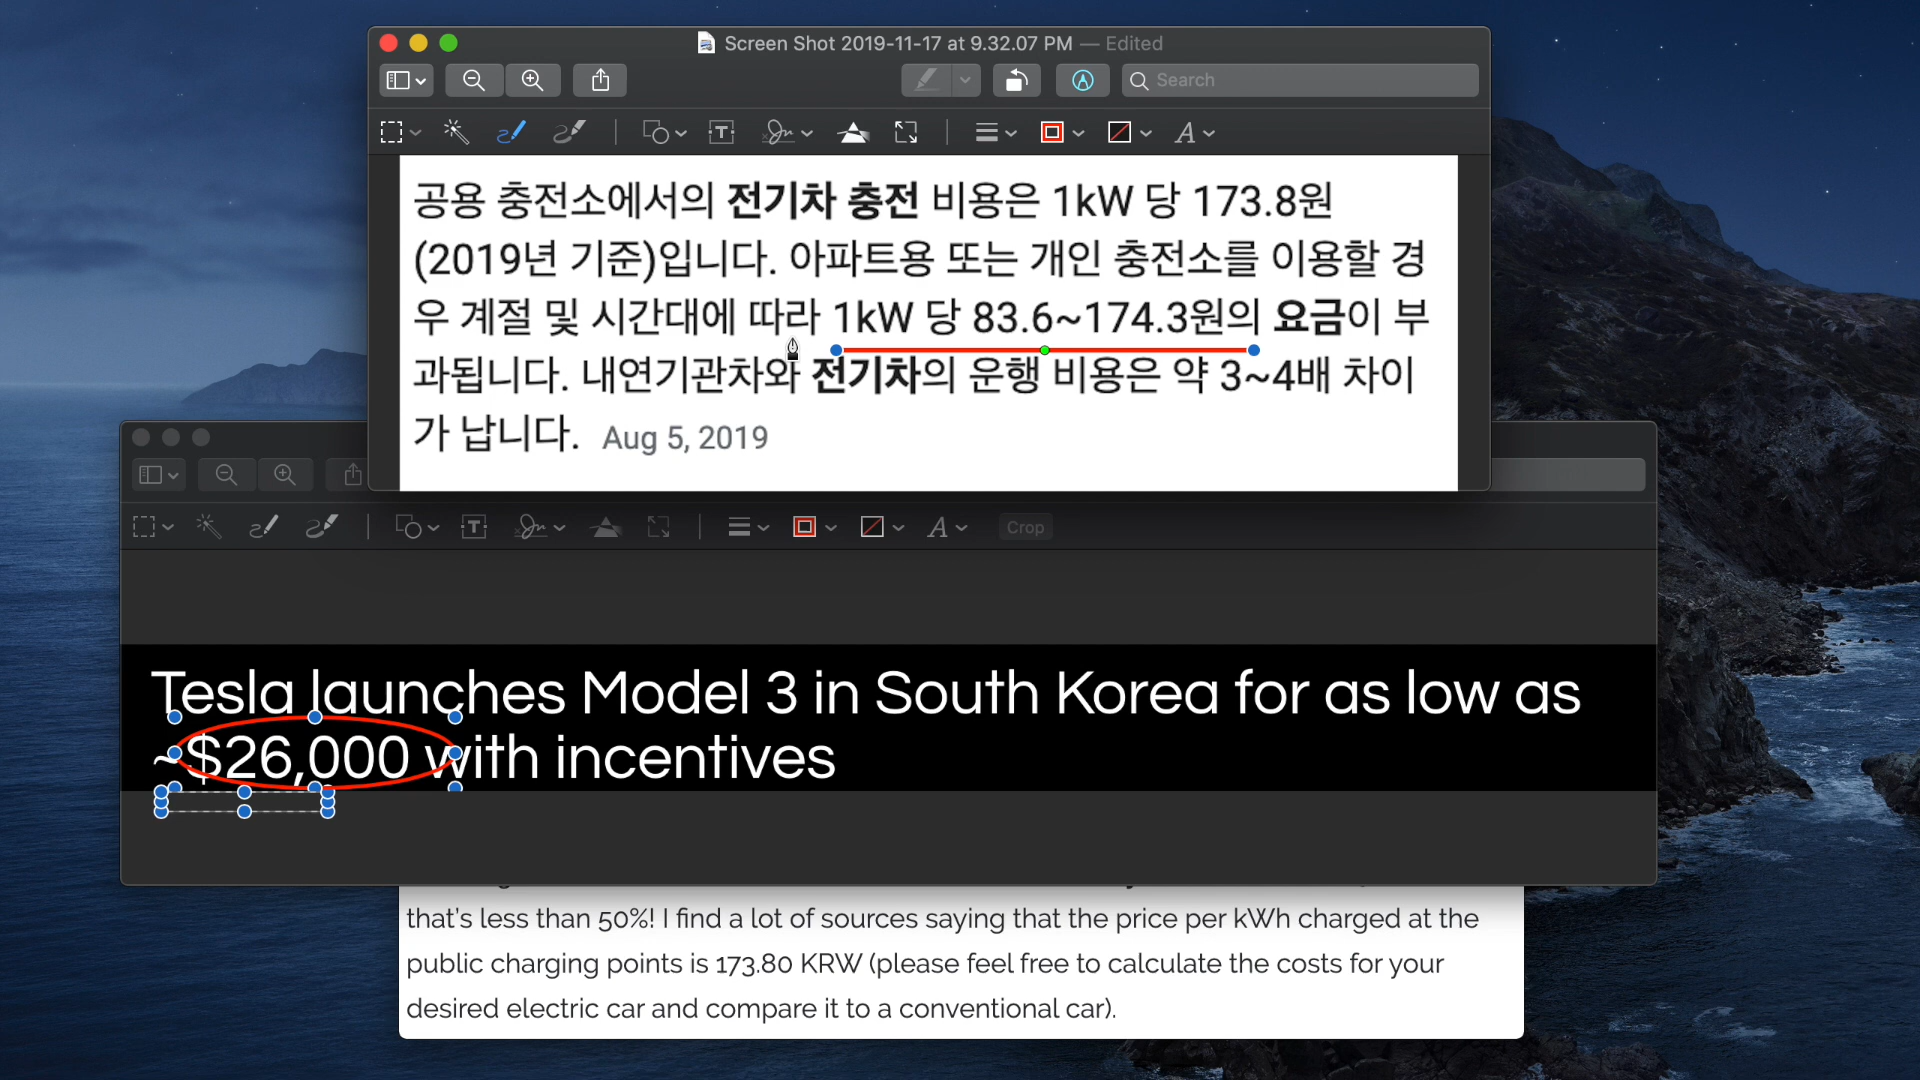 Screen Shot 2019-11-17 at 9.32.07 PM — Edited
Search
공용 충전소에서의 전기차 충전 비용은 1kW 당 173.8원
(2019년 기준)입니다. 아파트용 또는 개인 충전소를 이용할 경
우 계절 및 시간대에 따라 1kW 당 83.6~174.3원의 요금이 부
과됩니다. 내연기관차와 전기차의 운행 비용은 약 3~4배 차이
가 납니다. Aug 5, 2019
Crop
Tesla launches Model 3 in South Korea for as low as
~$26,000 with incentives
that's less than 50%! I find a lot of sources saying that the price per kWh charged at the
public charging points is 173.80 KRW (please feel free to calculate the costs for your
desired electric car and compare it to a conventional car).